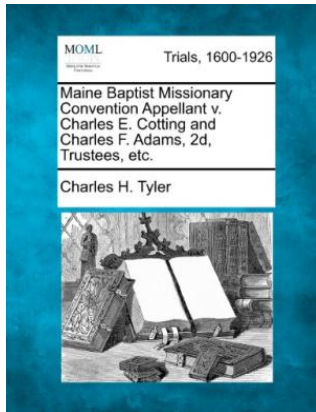 MOML
Trials, 1600-1926
Maine Baptist Missionary
Convention Appellant v.
Charles E. Cotting and
Charles F. Adams, 2d,
Trustees, etc.
Charles H. Tyler